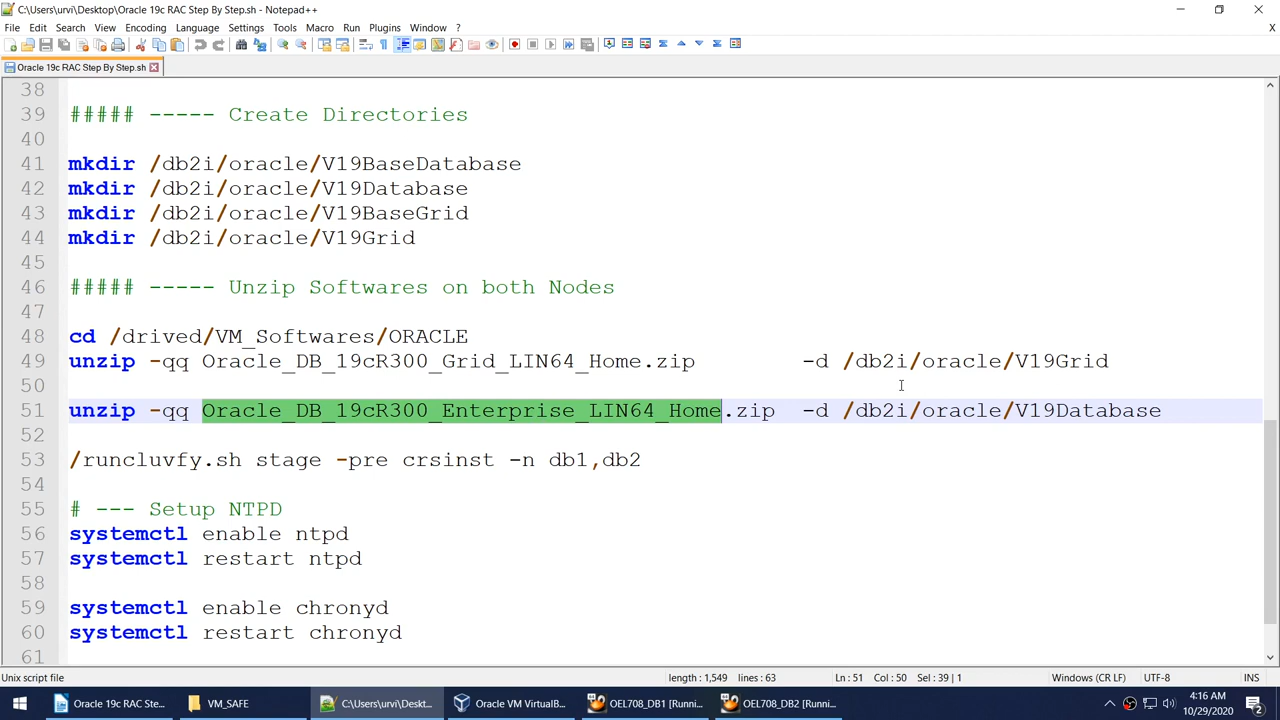 C:\Users\urvi\Desktop\Oracle 19c RAC Step By Step.sh - Notepad++
File Edit Search View Encoding Language Settings Tools Macro Run Plugins Window ? X
Oracle 19c RAC Step By Step.sh
38
39 ##### ----- Create Directories
40
41 mkdir /db2i/oracle/V19BaseDatabase
42 mkdir /db2i/oracle/V19Database
43 mkdir /db2i/oracle/V19BaseGrid
44 mkdir /db2i/oracle/V19Grid
45
46 ##### ----- Unzip Softwares on both Nodes
47
48 cd /drived/VM_Softwares/ORACLE
49 unzip -qq Oracle_DB_19cR300_Grid_LIN64_Home.zip -d /db2i/oracle/V19Grid
50
51 unzip -qq Oracle_DB_19cR300_Enterprise_LIN64_Home.zip -d /db2i/oracle/V19Database
52
53 /runcluvfy.sh stage -pre crsinst -n db1,db2
54
55 # --- Setup NTPD
56 systemctl enable ntpd
57 systemctl restart ntpd
58
59 systemctl enable chronyd
60 systemctl restart chronyd
61
Unix script file length : 1,549 lines : 63 Ln : 51 Col : 50 Sel : 39 | 1 Windows (CR LF) UTF-8 INS
Oracle 19c RAC Ste... VM_SAFE C:\Users\urvi\Deskt... Oracle VM VirtualB... OEL708_DB1 [Runni... OEL708_DB2 [Runni... 4:16 AM
10/29/2020 2